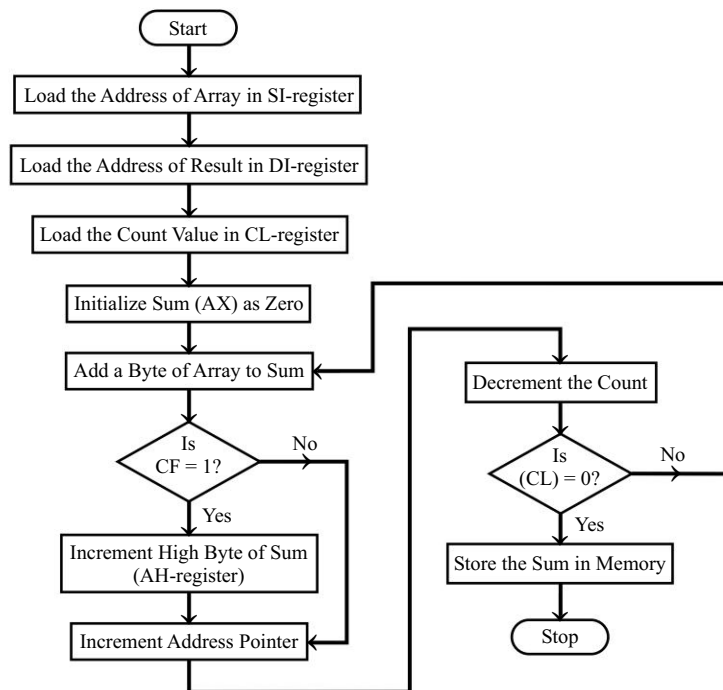 Start
Load the Address of Array in SI-register
Load the Address of Result in DI-register
Load the Count Value in CL-register
Initialize Sum (AX) as Zero
Add a Byte of Array to Sum
Is
CF = 1?
No
Yes
Increment High Byte of Sum
(AH-register)
Increment Address Pointer
Decrement the Count
Is
(CL) = 0?
No
Yes
Store the Sum in Memory
Stop